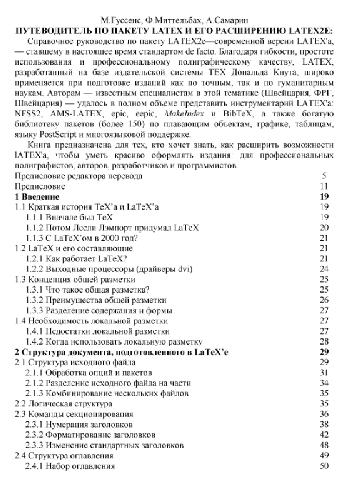 М.Гуссенс, Ф.Миттельбах, А.Самарин
ПУТЕВОДИТЕЛЬ ПО ПАКЕТУ LATEX И ЕГО РАСШИРЕНИЮ LATEX2E:
Справочное руководство по пакету LATEX2e—современной версии LATEX'a,
— ставшему в настоящее время стандартом de facto. Благодаря гибкости, простоте
использования и профессиональному полиграфическому качеству, LATEX,
разработанный на базе издательской системы TEX Дональда Кнута, широко
применяется при подготовке изданий как по точным, так и по гуманитарным
наукам. Авторам — известным специалистам в этой тематике (Швейцария, ФРГ,
Швейцария) — удалось в полном объеме представить инструментарий LATEX'a:
NFSS2, AMS-LATEX, epic, eepic, MakeIndex и BibTeX, а также богатую
библиотеку пакетов (более 150) по плавающим объектам, графике, таблицам,
языку PostScript и многоязыковой поддержке.
Книга предназначена для тех, кто хочет знать, как расширить возможности
LATEX'a, чтобы уметь красиво оформлять издания для профессиональных
полиграфистов, авторов, разработчиков и программистов.
Предисловие редактора перевода 5
Предисловие 11
1 Введение 19
1.1 Краткая история TeX'a и LaTeX'a 19
1.1.1 Вначале был TeX 19
1.1.2 Потом Лесли Лэмпорт придумал LaTeX 20
1.1.3 С LaTeX'ом в 2000 год? 21
1.2 LaTeX и его составляющие 21
1.2.1 Как работает LaTeX? 21
1.2.2 Выходные процессоры (драйверы dvi) 24
1.3 Концепция общей разметки 25
1.3.1 Что такое общая разметка? 25
1.3.2 Преимущества общей разметки 26
1.3.3 Разделение содержания и формы 27
1.4 Необходимость локальной разметки 27
1.4.1 Недостатки локальной разметки 27
1.4.2 Когда использовать локальную разметку 28
2 Структура документа, подготовленного в LaTeX'e 29
2.1 Структура исходного файла 29
2.1.1 Обработка опций и пакетов 31
2.1.2 Разделение исходного файла на части 34
2.1.3 Комбинирование нескольких файлов 35
2.2 Логическая структура 35
2.3 Команды секционирования 36
2.3.1 Нумерация заголовков 38
2.3.2 Форматирование заголовков 42
2.3.3 Изменение стандартных заголовков 48
2.4 Структура оглавления 49
2.4.1 Набор оглавления 50